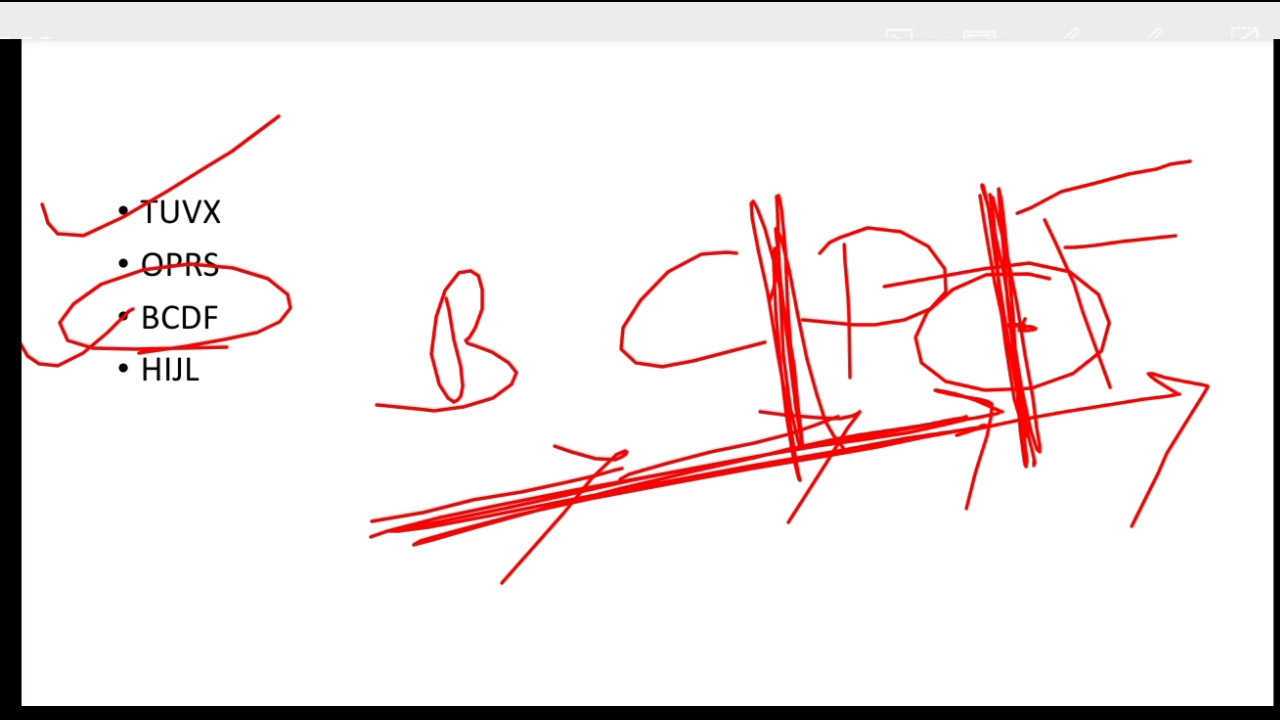 • TUVX
• OPRS
• BCDF
• HIJL
B C D F